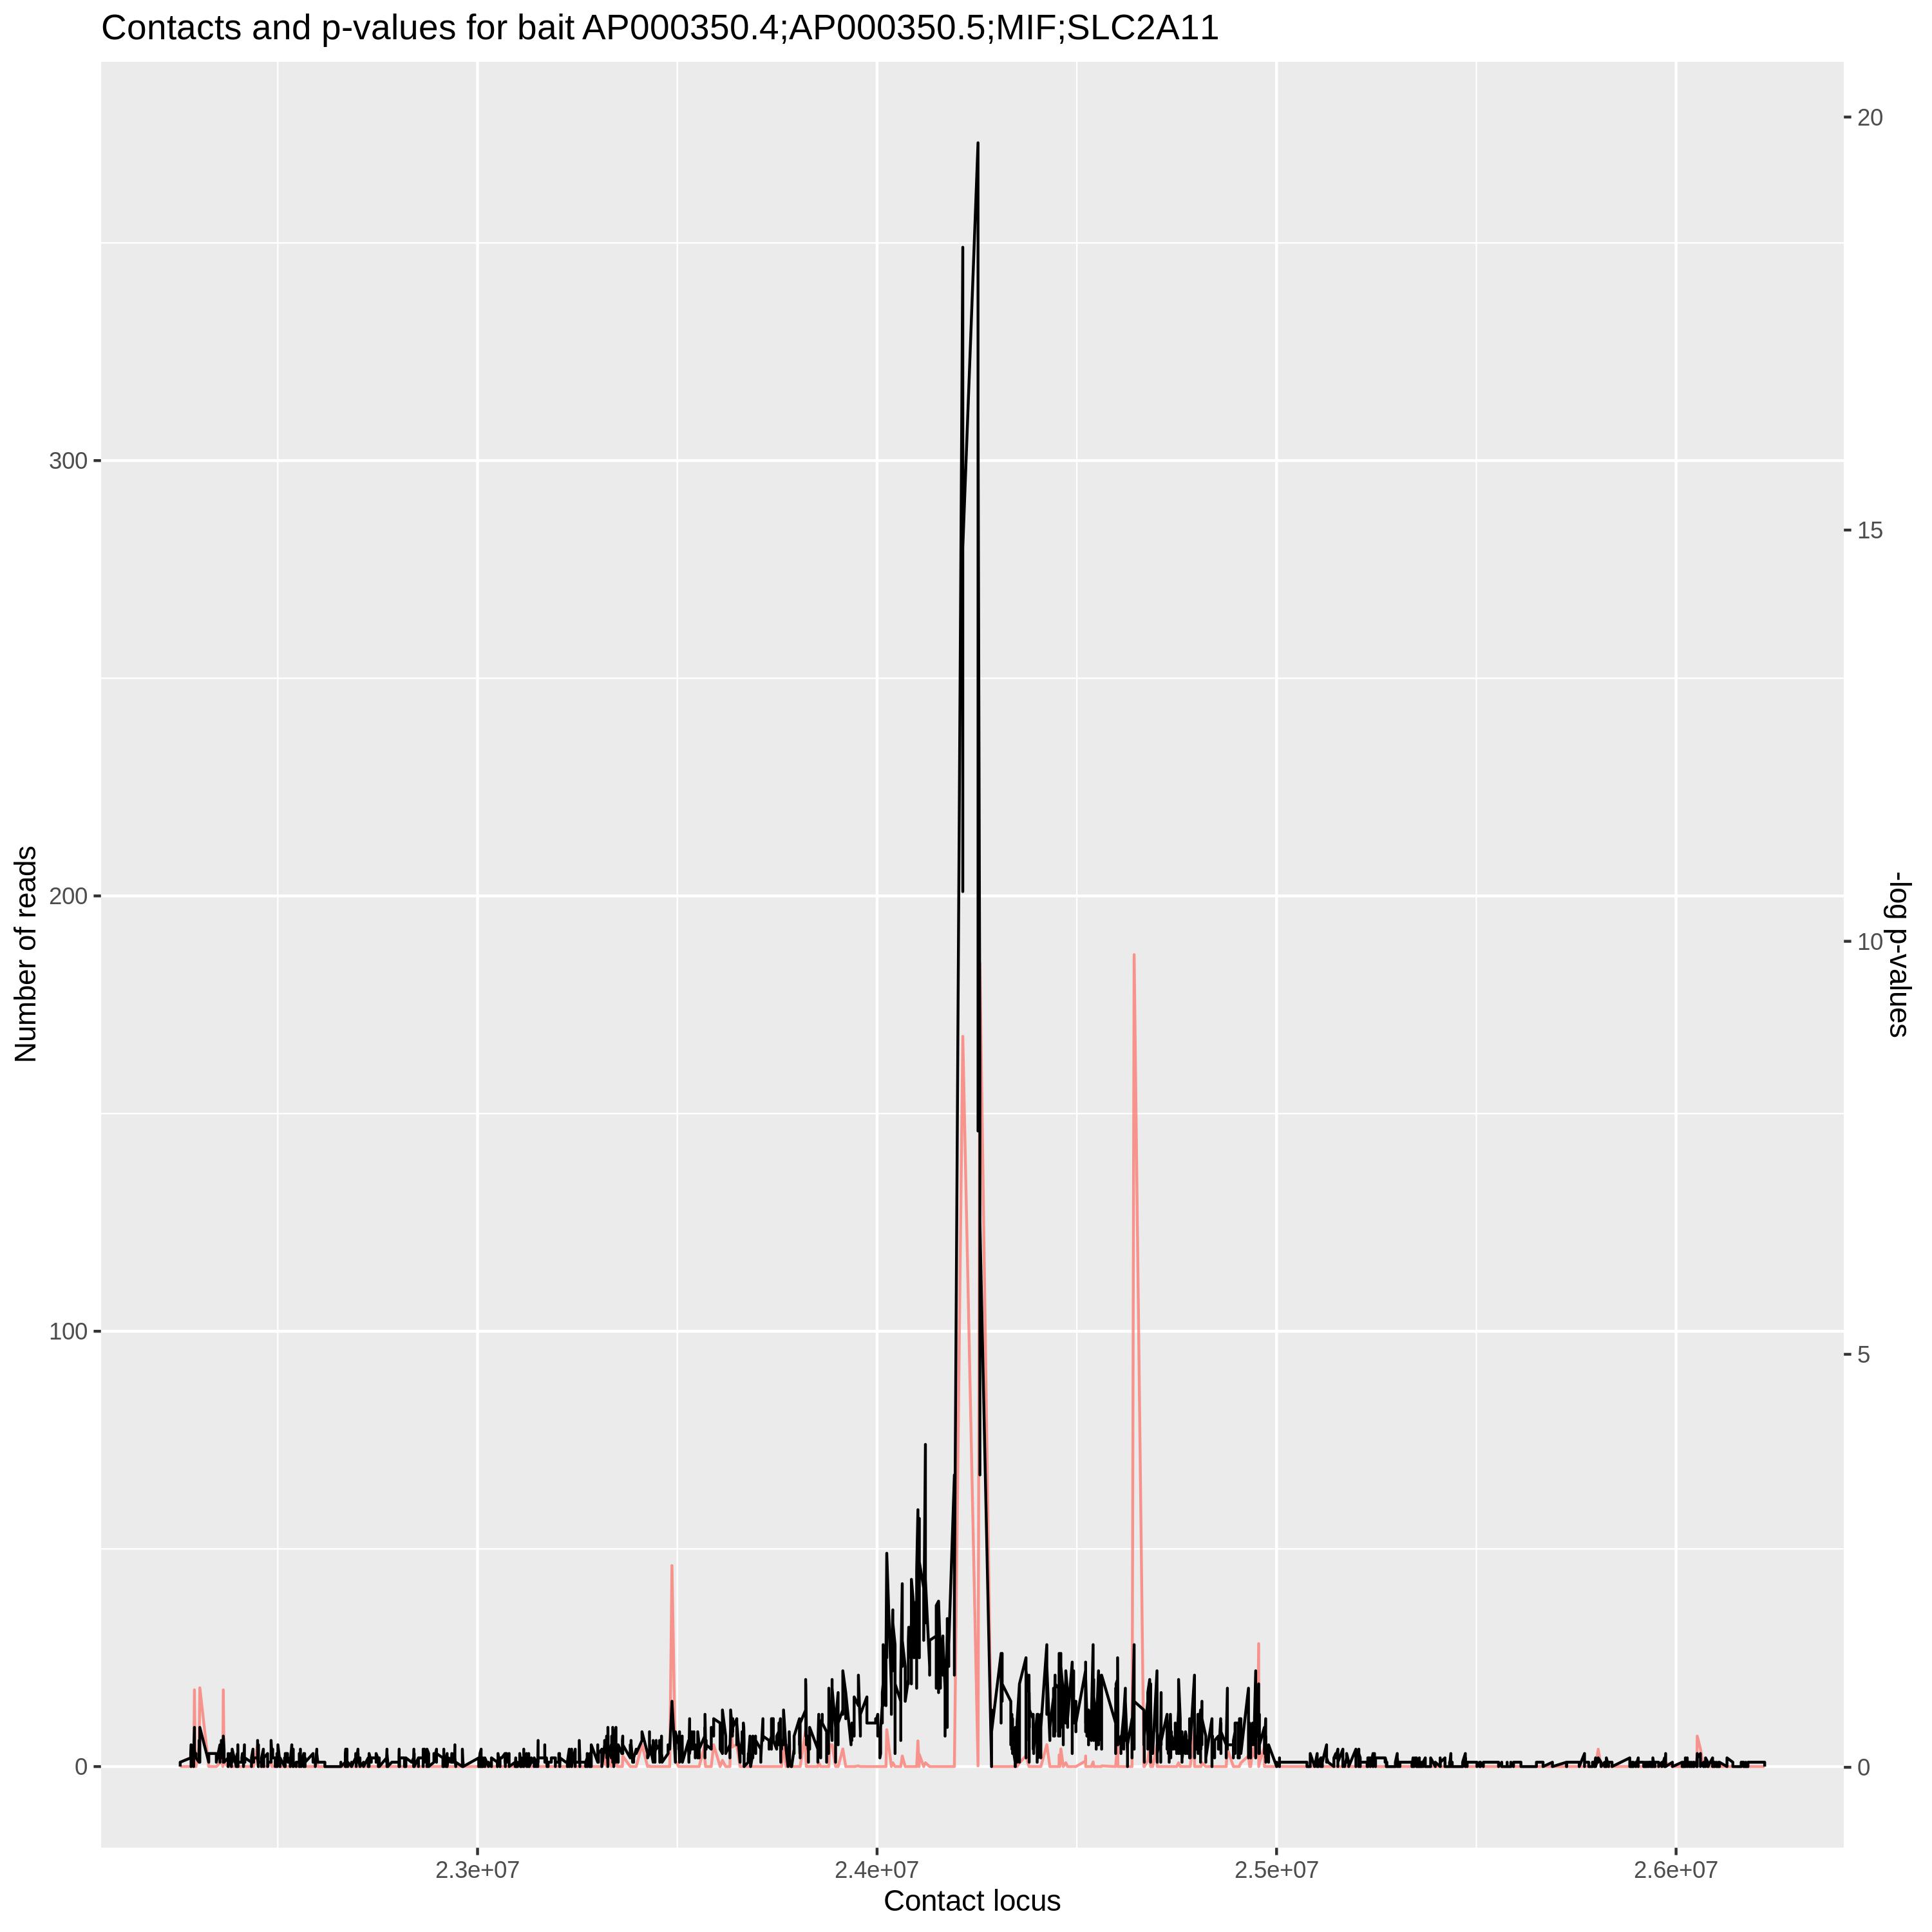 Contacts and p-values for bait AP000350.4;AP000350.5;MIF;SLC2A11
Number of reads
300
200
100
0
20
15
10
5
0
-log p-values
2.3e+07
2.4e+07
2.5e+07
2.6e+07
Contact locus